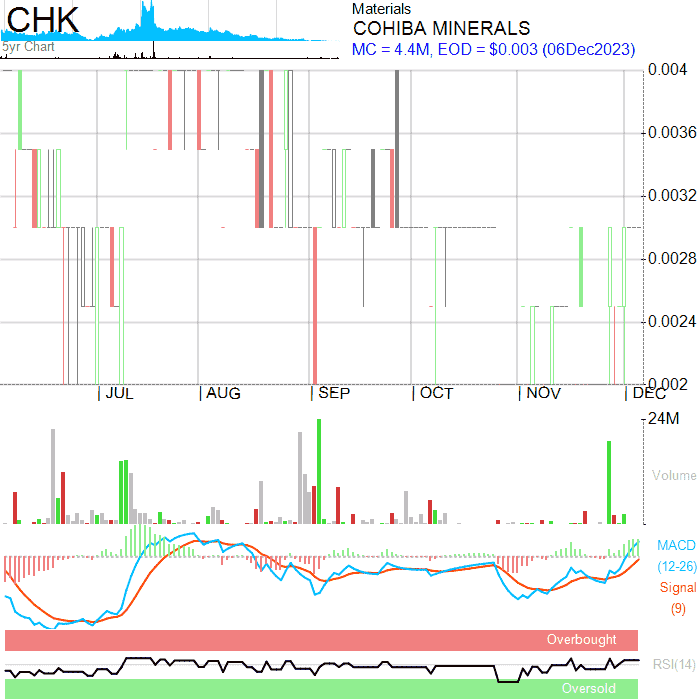 CHK
5yr Chart
Materials
COHIBA MINERALS
MC = 4.4M, EOD = $0.003 (06Dec2023)
0.004
0.0036
0.0032
0.0028
0.0024
0.002
JUL AUG SEP OCT NOV DEC
24M
Volume
MACD
(12-26)
Signal
(9)
Overbought
RSI(14)
Oversold